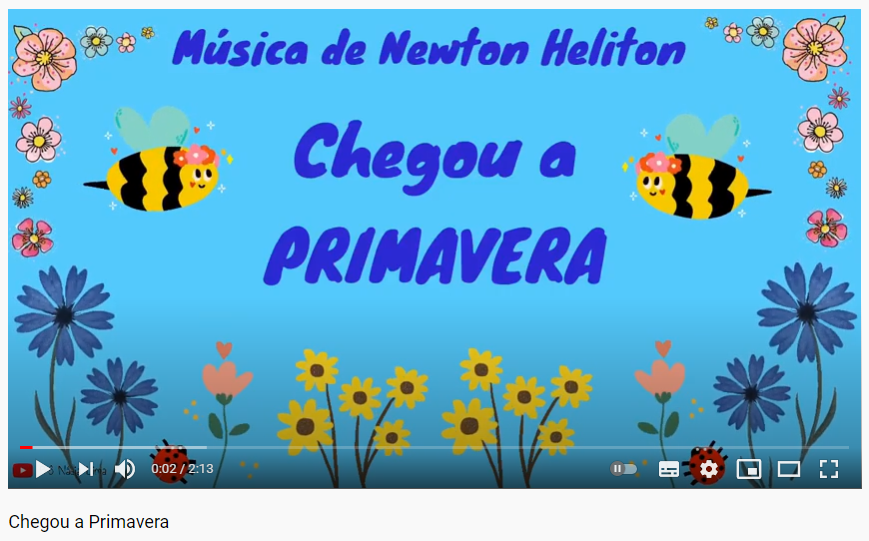 Música de Newton Heliton
Chegou a
PRIMAVERA
0:02 / 2:13
Chegou a Primavera